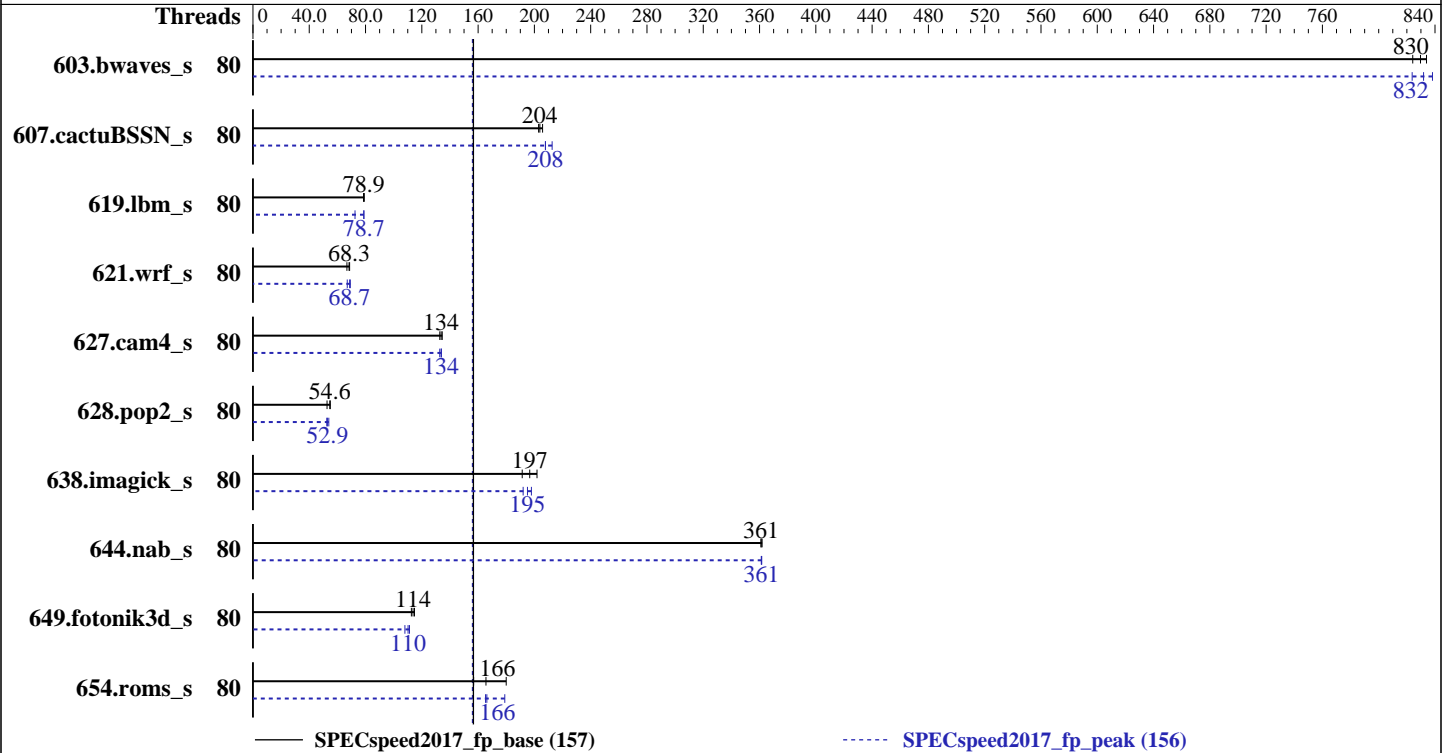 Threads 0 40.0 80.0 120 160 200 240 280 320 360 400 440 480 520 560 600 640 680 720 760 840
830
603.bwaves_s 80
832
204
607.cactuBSSN_s 80
208
78.9
619.lbm_s 80
78.7
68.3
621.wrf_s 80
68.7
134
627.cam4_s 80
134
54.6
628.pop2_s 80
52.9
197
638.imagick_s 80
195
361
644.nab_s 80
361
114
649.fotonik3d_s 80
110
166
654.roms_s 80
166
SPECspeed2017_fp_base (157) SPECspeed2017_fp_peak (156)